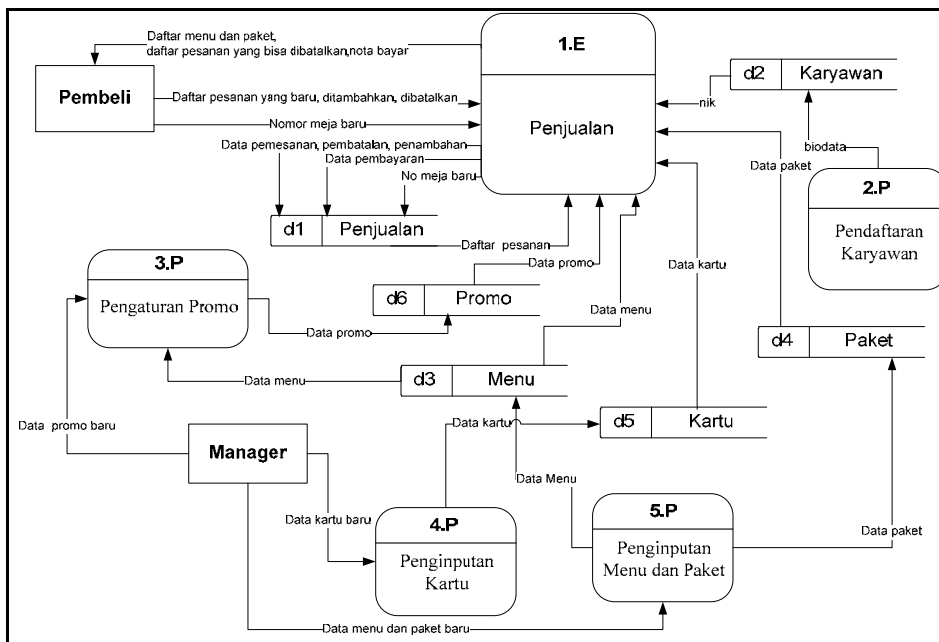 Daftar menu dan paket,
daftar pesanan yang bisa dibatalkan,nota bayar
1.E
Penjualan
d2 Karyawan
Pembeli
Daftar pesanan yang baru, ditambahkan, dibatalkan
nik
Nomor meja baru
Data pemesanan, pembatalan, penambahan
Data pembayaran
No meja baru
Data paket
biodata
2.P
Pendaftaran
Karyawan
d1 Penjualan
Daftar pesanan
3.P
Pengaturan Promo
Data promo
Data kartu
d6 Promo
Data promo
Data menu
d4 Paket
Data menu
d3 Menu
Data promo baru
Data kartu
d5 Kartu
Manager
Data Menu
Data kartu baru
4.P
Penginputan
Kartu
5.P
Penginputan
Menu dan Paket
Data paket
Data menu dan paket baru